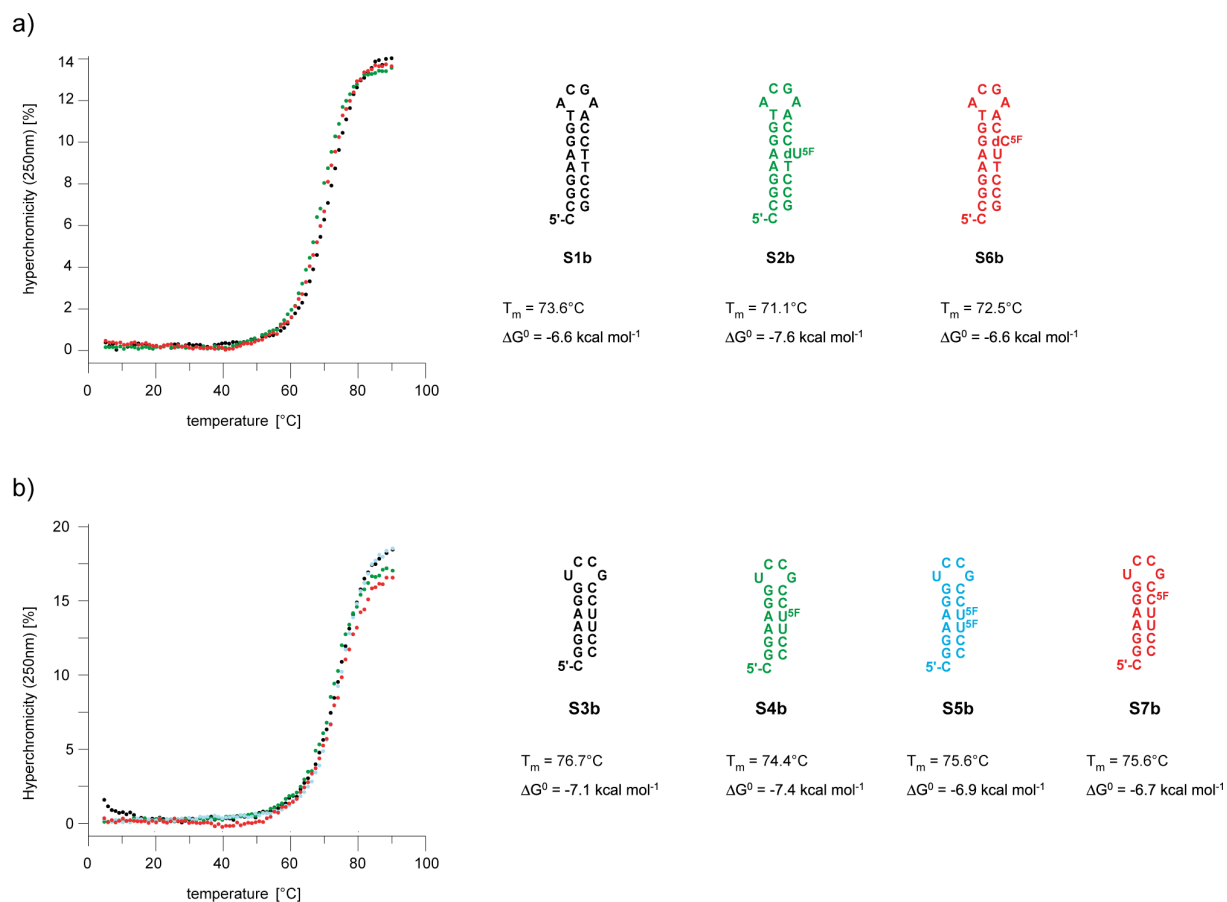 a)
hyperchromicity (250nm) [%]
14
12
10
8
6
4
2
0
0 20 40 60 80 100
temperature [°C]
C G
A A
T A
G C
G C
A T
A T
G C
G C
C G
5'-C
S1b
Tm = 73.6°C
ΔG⁰ = -6.6 kcal mol⁻¹
C G
A A
T A
G C
G C
A dU⁵ᶠ
A T
G C
G C
C G
5'-C
S2b
Tm = 71.1°C
ΔG⁰ = -7.6 kcal mol⁻¹
C G
A A
T A
G C
G dC⁵ᶠ
A U
A T
G C
G C
C G
5'-C
S6b
Tm = 72.5°C
ΔG⁰ = -6.6 kcal mol⁻¹
b)
Hyperchromicity (250nm) [%]
20
15
10
5
0
0 20 40 60 80 100
temperature [°C]
C C
U G
G C
G C
A U
A U
G C
G C
5'-C
S3b
Tm = 76.7°C
ΔG⁰ = -7.1 kcal mol⁻¹
C C
U G
G C
G C
A U⁵ᶠ
A U
G C
G C
5'-C
S4b
Tm = 74.4°C
ΔG⁰ = -7.4 kcal mol⁻¹
C C
U G
G C
G C
A U⁵ᶠ
A U⁵ᶠ
G C
G C
5'-C
S5b
Tm = 75.6°C
ΔG⁰ = -6.9 kcal mol⁻¹
C C
U G
G C
G C⁵ᶠ
A U
A U
G C
G C
5'-C
S7b
Tm = 75.6°C
ΔG⁰ = -6.7 kcal mol⁻¹